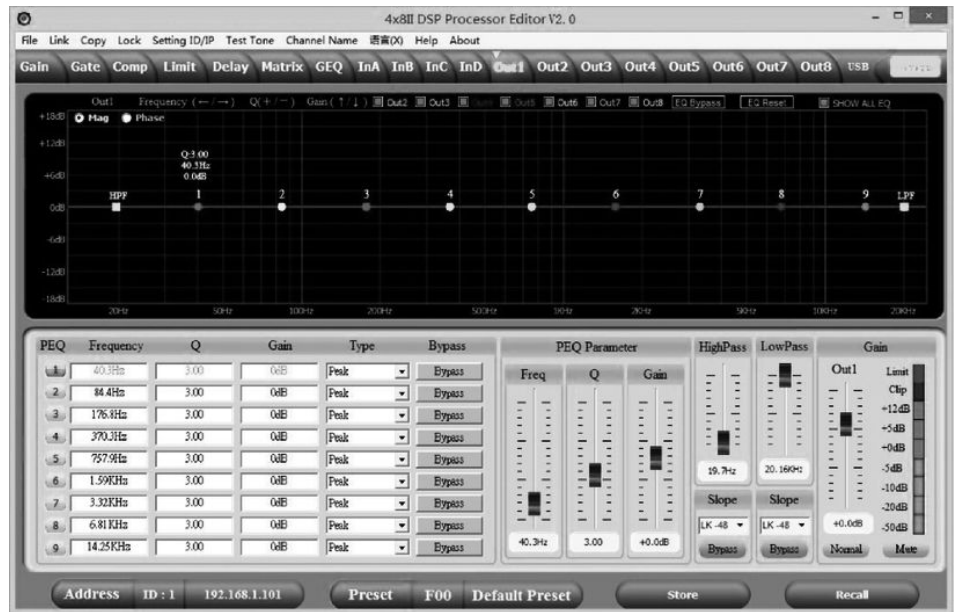 4x8II DSP Processor Editor V2. 0
File Link Copy Lock Setting ID/IP Test Tone Channel Name 语言(X) Help About
Gain Gate Comp Limit Delay Matrix GEQ InA InB InC InD Out1 Out2 Out3 Out4 Out5 Out6 Out7 Out8 USB
Out1 Frequency (←/→) Q(+/−) Gain (↑/↓) Out2 Out3 Out5 Out6 Out7 Out8 EQ Bypass EQ Reset SHOW ALL EQ
+18dB Mag Phase
+12dB
Q:3.00
40.3Hz
+6dB 0.0dB
HPF 1 2 3 4 5 6 7 8 9 LPF
0dB
-6dB
-12dB
-18dB
20Hz 50Hz 100Hz 200Hz 500Hz 1KHz 2KHz 5KHz 10KHz 20KHz
PEQ Frequency Q Gain Type Bypass
1 40.3Hz 3.00 0dB Peak Bypass
2 84.4Hz 3.00 0dB Peak Bypass
3 176.8Hz 3.00 0dB Peak Bypass
4 370.3Hz 3.00 0dB Peak Bypass
5 757.9Hz 3.00 0dB Peak Bypass
6 1.59KHz 3.00 0dB Peak Bypass
7 3.32KHz 3.00 0dB Peak Bypass
8 6.81KHz 3.00 0dB Peak Bypass
9 14.25KHz 3.00 0dB Peak Bypass
PEQ Parameter
Freq Q Gain
40.3Hz 3.00 +0.0dB
HighPass LowPass
19.7Hz 20.16KHz
Slope Slope
LK-48 LK-48
Bypass Bypass
Gain
Out1 Limit
Clip
+12dB
+5dB
+0dB
-5dB
-10dB
-20dB
+0.0dB -50dB
Normal Mute
Address ID : 1 192.168.1.101 Preset F00 Default Preset Store Recall